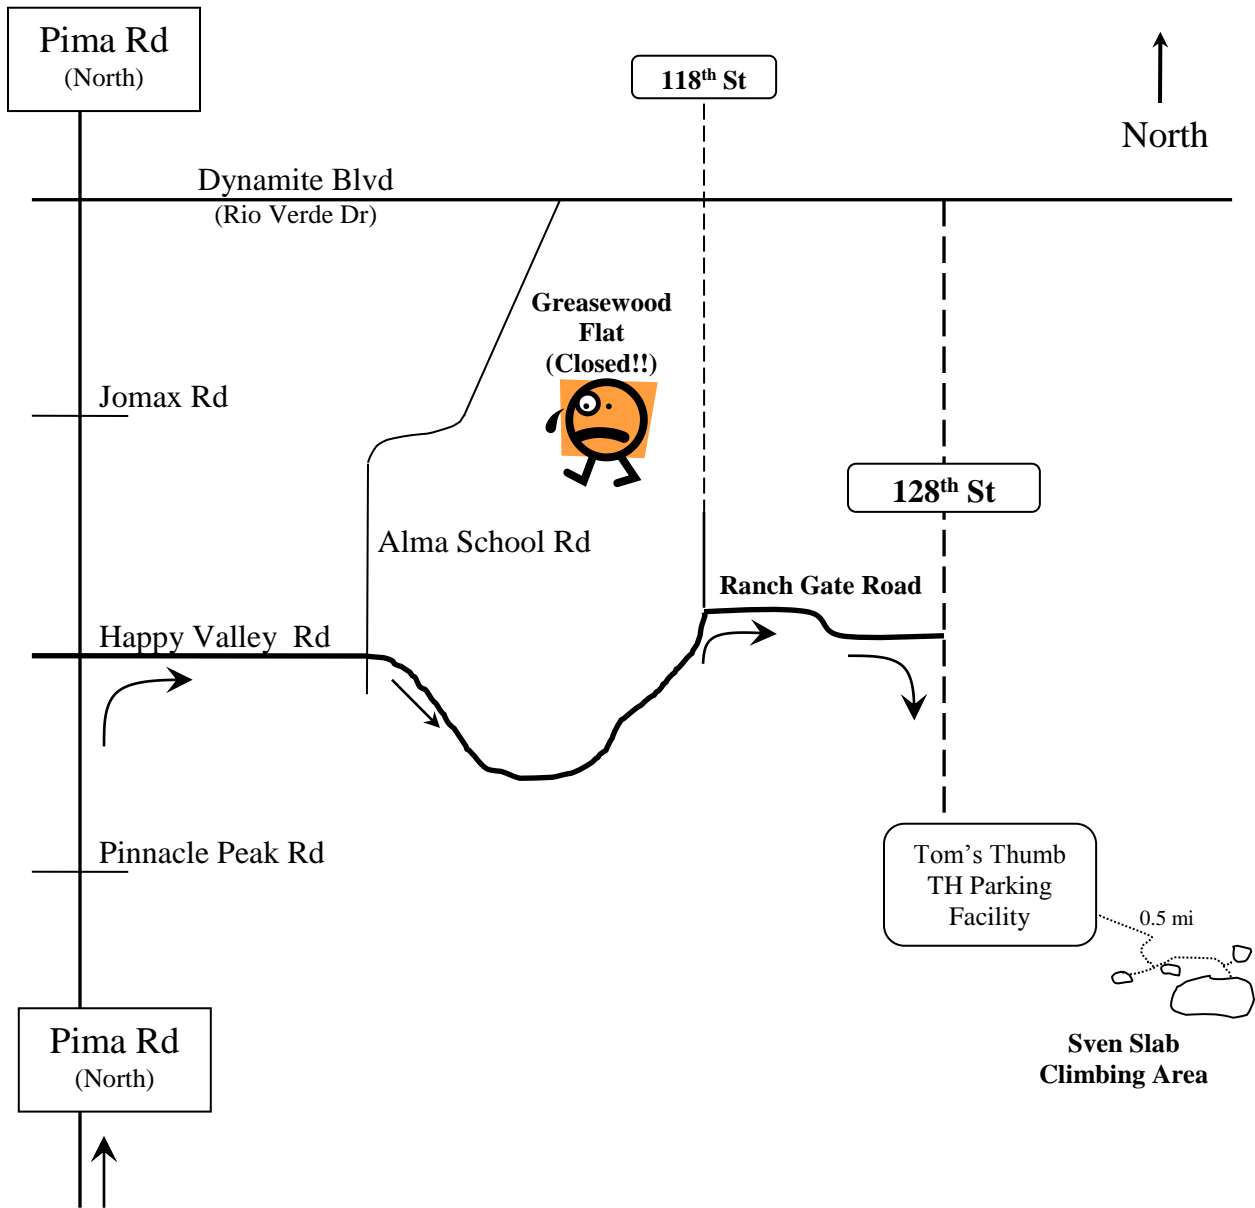 Pima Rd
(North)
118th St
North
Dynamite Blvd
(Rio Verde Dr)
Greasewood
Flat
(Closed!!)
Jomax Rd
128th St
Alma School Rd
Ranch Gate Road
Happy Valley  Rd
Pinnacle Peak Rd
Tom’s Thumb
TH Parking
Facility
0.5 mi
Pima Rd
(North)
Sven Slab
Climbing Area